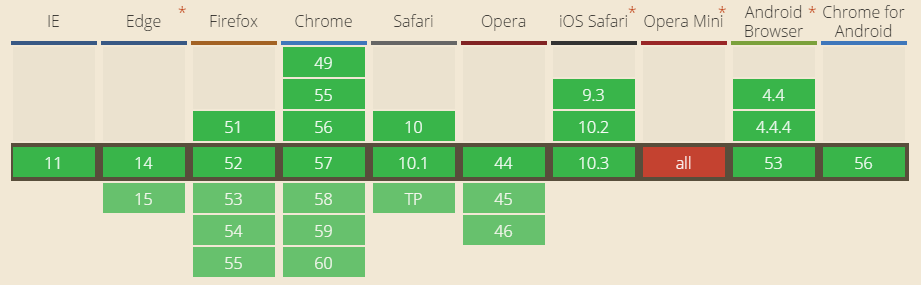 IE Edge * Firefox Chrome Safari Opera iOS Safari * Opera Mini * Android Browser * Chrome for Android
49
55 9.3 4.4
51 56 10 10.2 4.4.4
11 14 52 57 10.1 44 10.3 all 53 56
15 53 58 TP 45
54 59 46
55 60